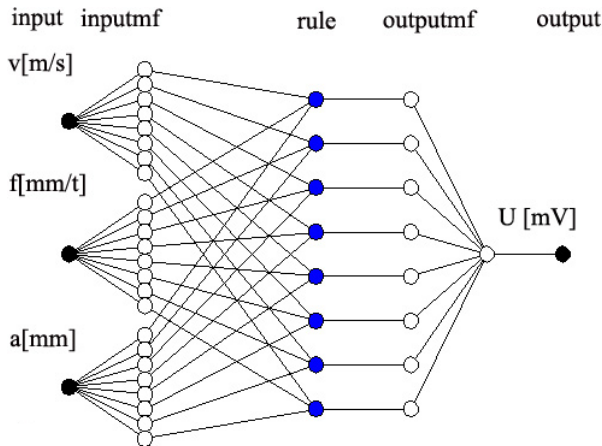 input inputmf rule outputmf output
v[m/s]
f[mm/t]
U [mV]
a[mm]